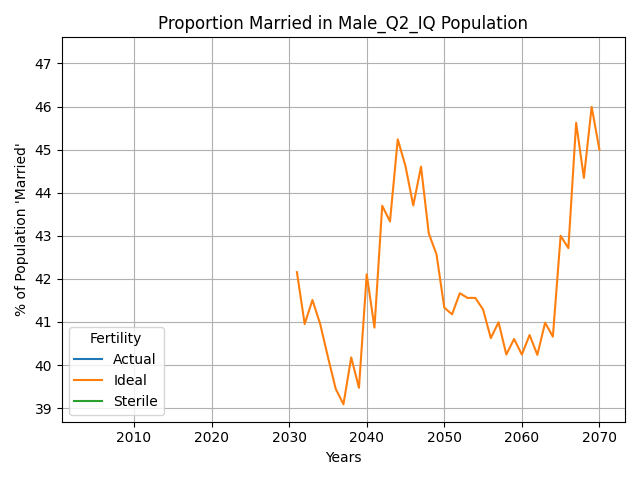 Proportion Married in Male_Q2_IQ Population
% of Population 'Married'
47
46
45
44
43
42
41
40
39
Fertility
Actual
Ideal
Sterile
2010 2020 2030 2040 2050 2060 2070
Years